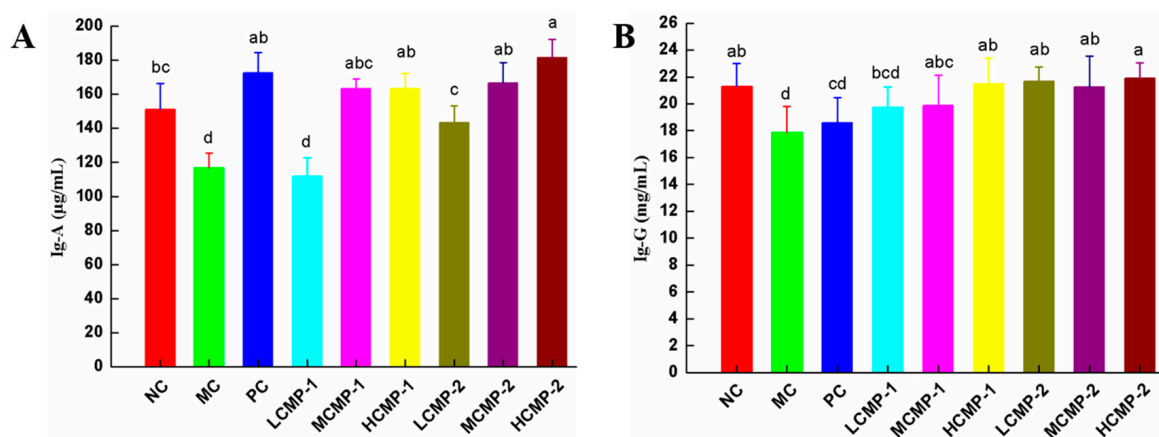 A
Ig-A (μg/mL)
200
180
160
140
120
100
80
60
40
20
0
bc
d
ab
d
abc
ab
c
ab
a
NC
MC
PC
LCMP-1
MCMP-1
HCMP-1
LCMP-2
MCMP-2
HCMP-2
B
Ig-G (mg/mL)
26
24
22
20
18
16
14
12
10
8
6
4
2
0
ab
d
cd
bcd
abc
ab
ab
ab
a
NC
MC
PC
LCMP-1
MCMP-1
HCMP-1
LCMP-2
MCMP-2
HCMP-2